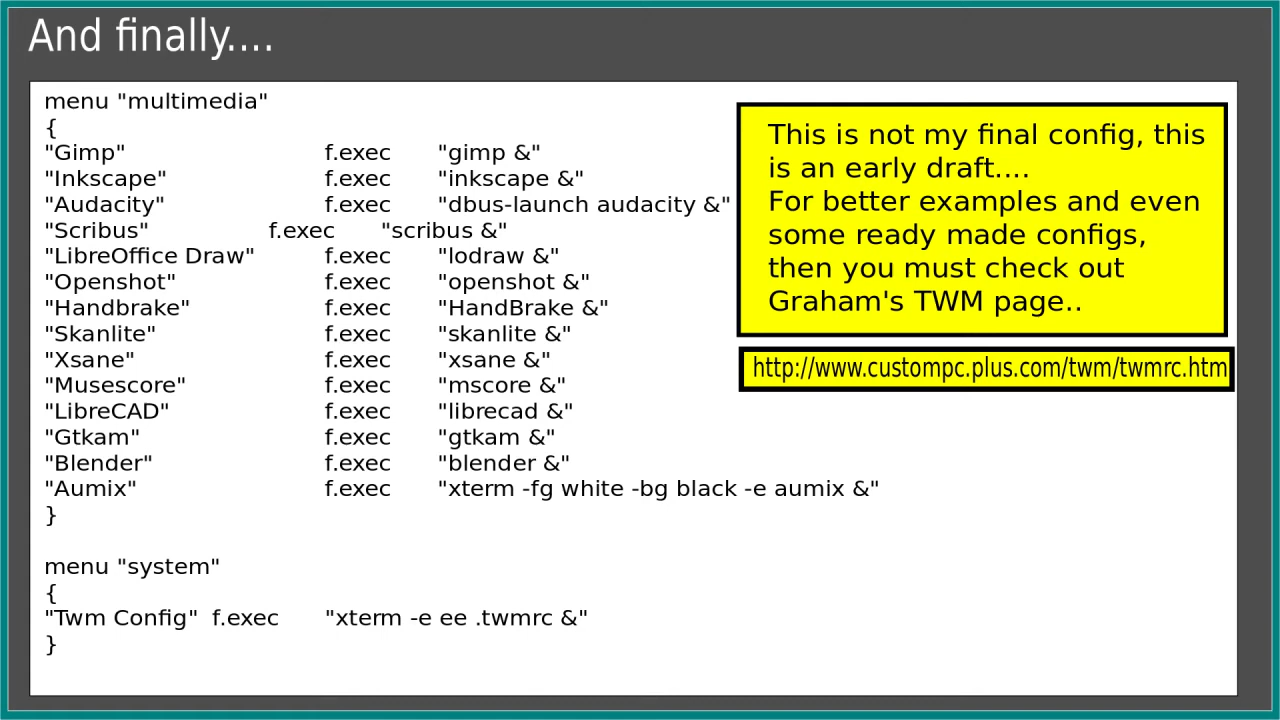 And finally....
menu "multimedia"
{
"Gimp" f.exec "gimp &"
"Inkscape" f.exec "inkscape &"
"Audacity" f.exec "dbus-launch audacity &"
"Scribus" f.exec "scribus &"
"LibreOffice Draw" f.exec "lodraw &"
"Openshot" f.exec "openshot &"
"Handbrake" f.exec "HandBrake &"
"Skanlite" f.exec "skanlite &"
"Xsane" f.exec "xsane &"
"Musescore" f.exec "mscore &"
"LibreCAD" f.exec "librecad &"
"Gtkam" f.exec "gtkam &"
"Blender" f.exec "blender &"
"Aumix" f.exec "xterm -fg white -bg black -e aumix &"
}
menu "system"
{
"Twm Config" f.exec "xterm -e ee .twmrc &"
}
This is not my final config, this
is an early draft....
For better examples and even
some ready made configs,
then you must check out
Graham's TWM page..
http://www.custompc.plus.com/twm/twmrc.htm